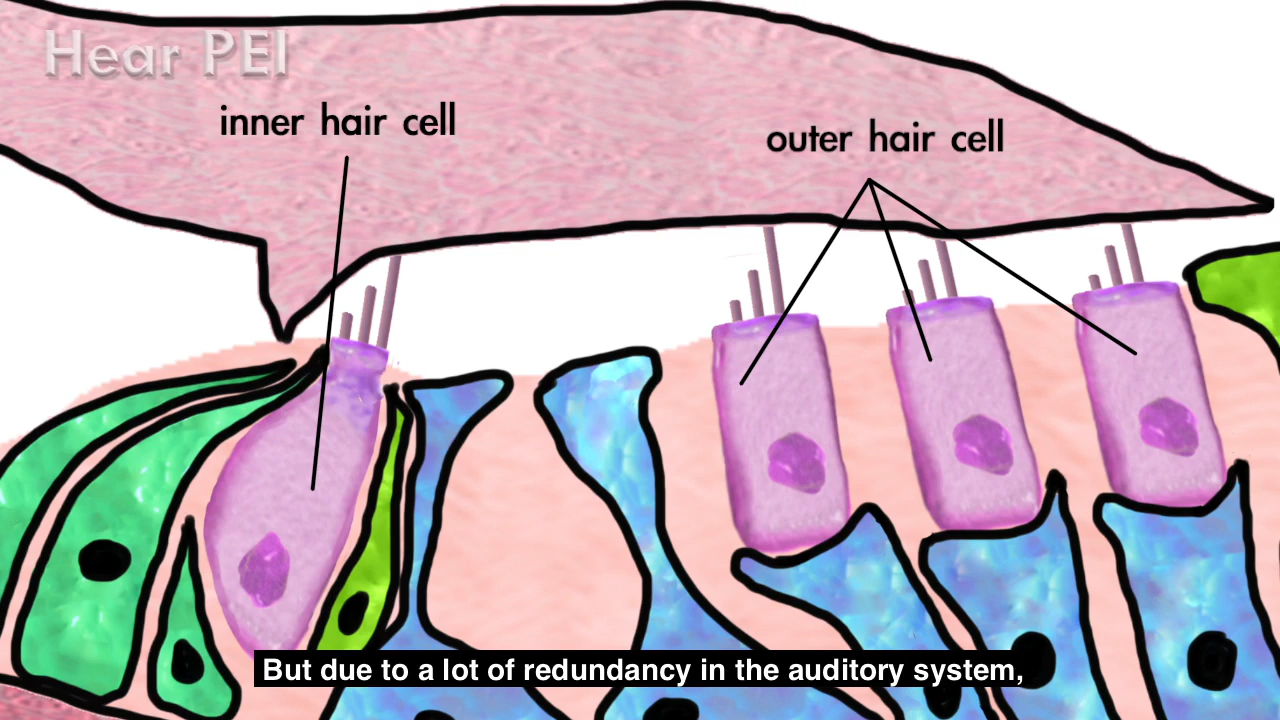 Hear PEI
inner hair cell
outer hair cell
But due to a lot of redundancy in the auditory system,